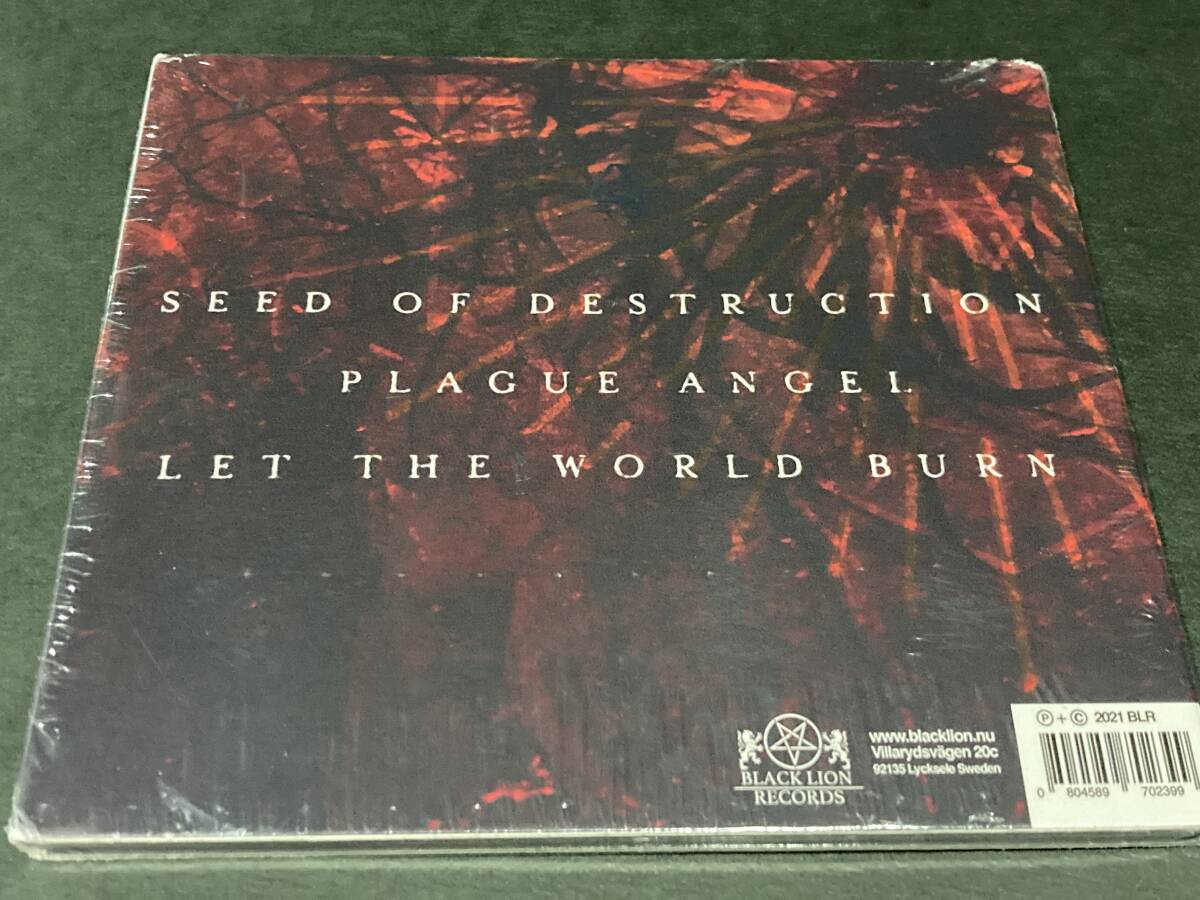 SEED OF DESTRUCTION
PLAGUE ANGEL
LET THE WORLD BURN
BLACK LION
RECORDS
www.blacklion.nu
Villarydsvägen 20c
92135 Lycksele Sweden
Ⓟ + © 2021 BLR
0 804589 702399